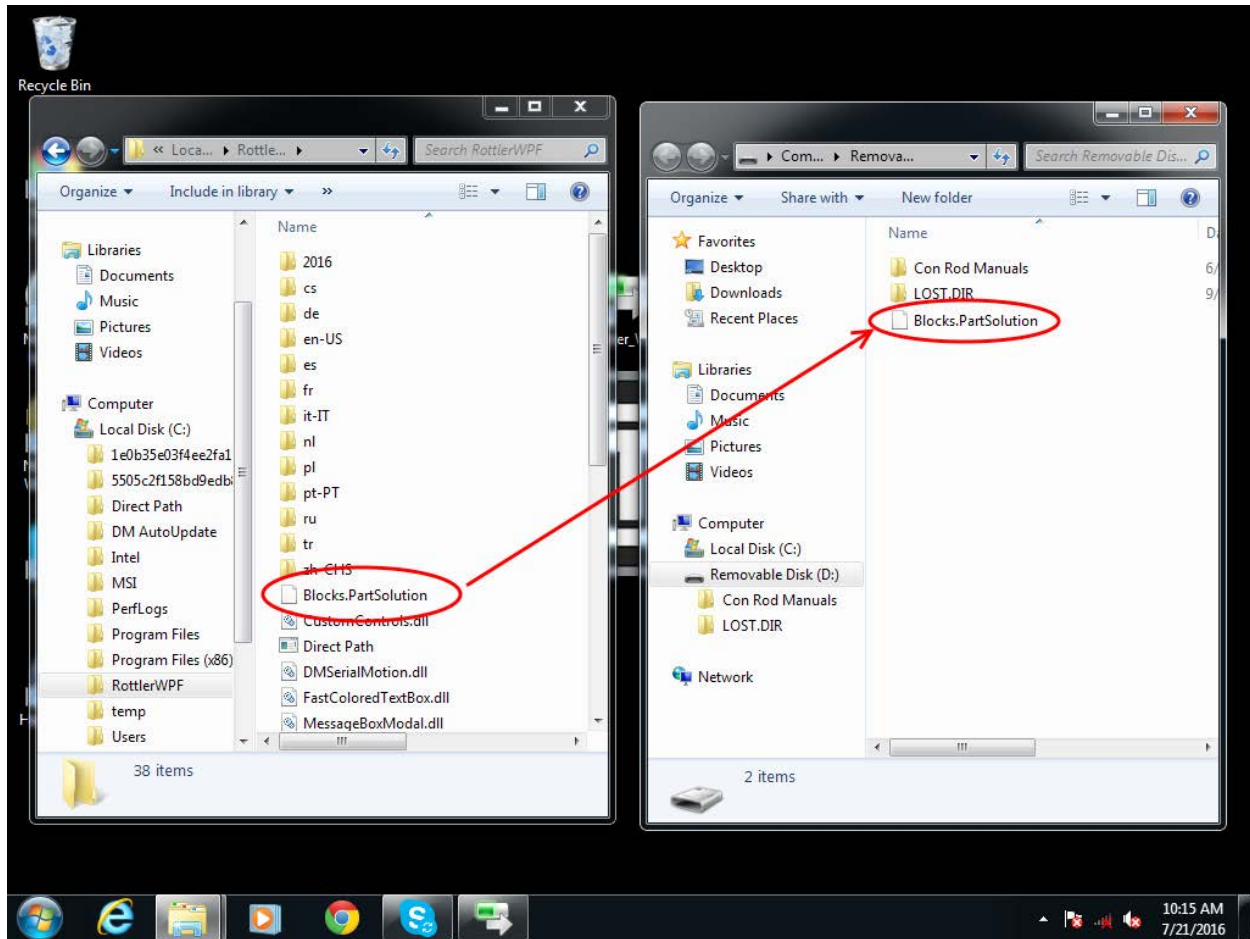 Recycle Bin
« Loca... Rottle...
Search RottlerWPF
Organize
Include in library
»
Libraries
Documents
Music
Pictures
Videos
Computer
Local Disk (C:)
1e0b35e03f4ee2fa1
5505c2f158bd9edb
Direct Path
DM AutoUpdate
Intel
MSI
PerfLogs
Program Files
Program Files (x86)
RottlerWPF
temp
Users
Name
2016
cs
de
en-US
es
fr
it-IT
nl
pl
pt-PT
ru
tr
zh-CHS
Blocks.PartSolution
CustomControls.dll
Direct Path
DMSerialMotion.dll
FastColoredTextBox.dll
MessageBoxModal.dll
38 items
Com... Remova...
Search Removable Dis...
Organize
Share with
New folder
Favorites
Desktop
Downloads
Recent Places
Libraries
Documents
Music
Pictures
Videos
Computer
Local Disk (C:)
Removable Disk (D:)
Con Rod Manuals
LOST.DIR
Network
Name
Con Rod Manuals 6/
LOST.DIR 9/
Blocks.PartSolution
2 items
10:15 AM
7/21/2016